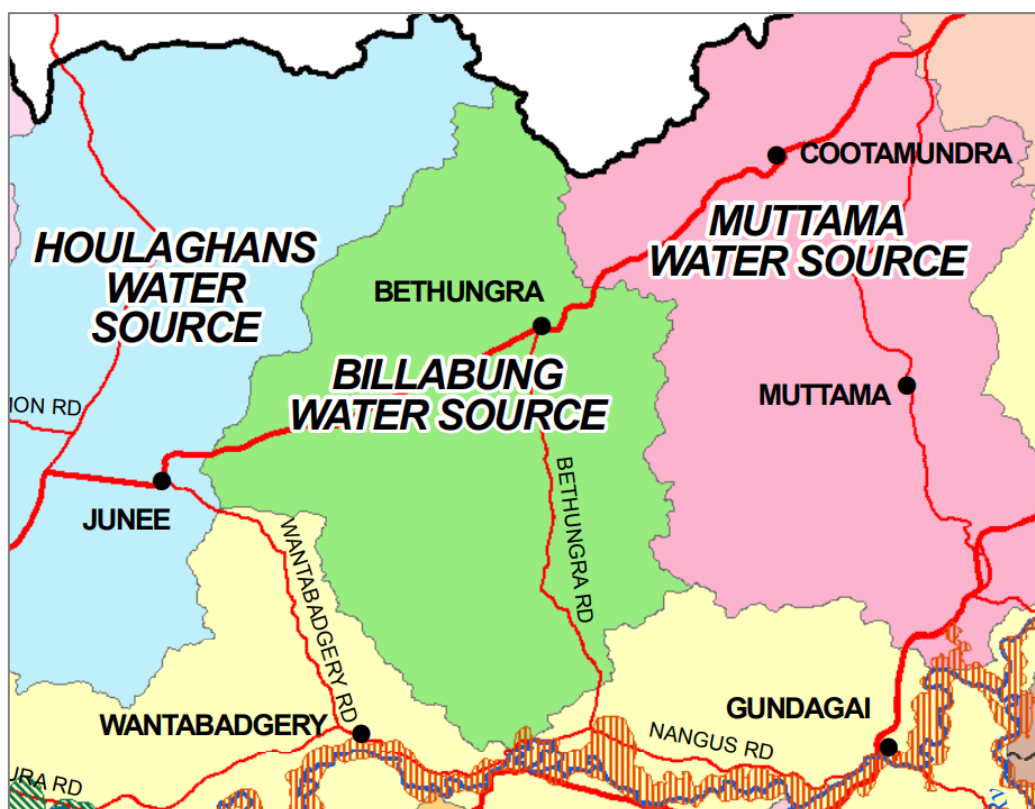 COOTAMUNDRA
MUTTAMA
WATER SOURCE
HOULAGHANS
WATER
SOURCE
BETHUNGRA
BILLABUNG
WATER SOURCE
MUTTAMA
ION RD
JUNEE
WANTABADGERY RD
BETHUNGRA RD
WANTABADGERY
GUNDAGAI
NANGUS RD
JRA RD